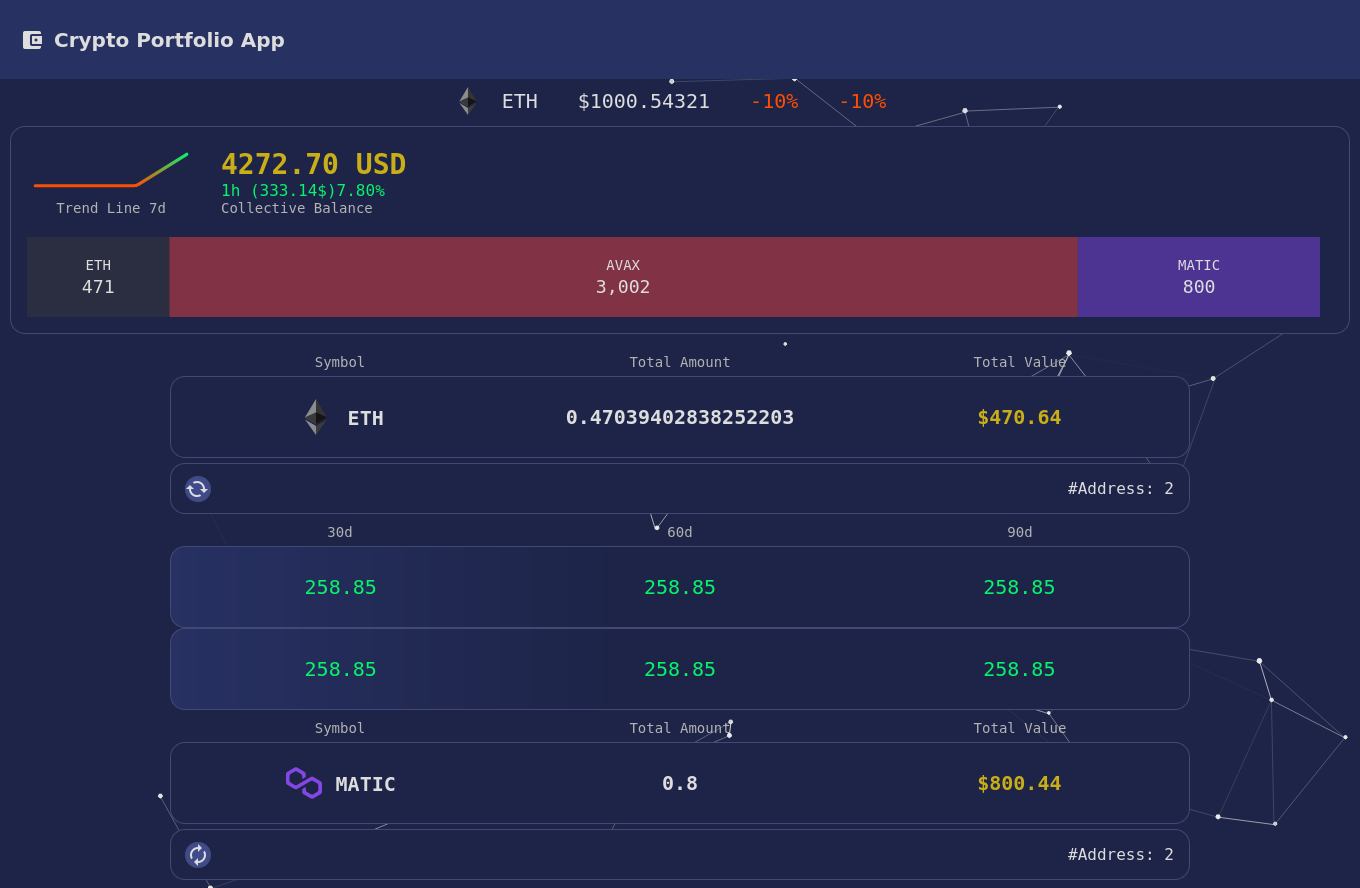 Crypto Portfolio App
ETH $1000.54321 -10% -10%
4272.70 USD
1h (333.14$)7.80%
Trend Line 7d Collective Balance
ETH AVAX MATIC
471 3,002 800
Symbol Total Amount Total Value
ETH 0.47039402838252203 $470.64
#Address: 2
30d 60d 90d
258.85 258.85 258.85
258.85 258.85 258.85
Symbol Total Amount Total Value
MATIC 0.8 $800.44
#Address: 2